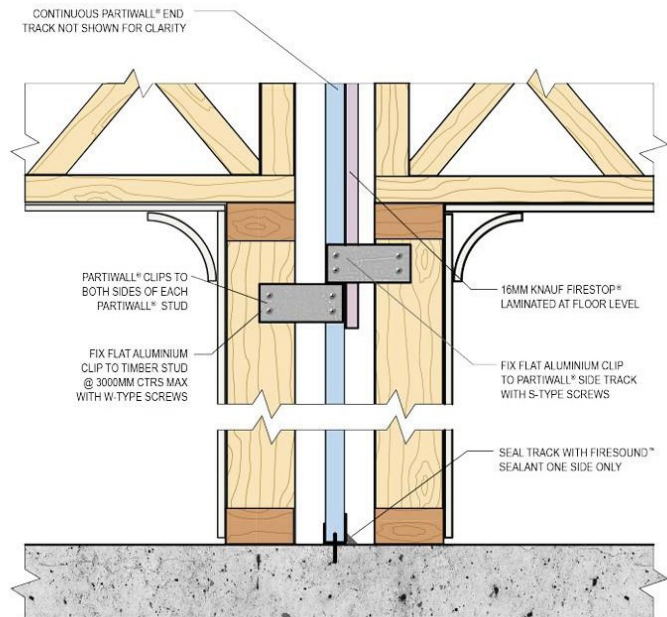 CONTINUOUS PARTIWALL® END
TRACK NOT SHOWN FOR CLARITY
PARTIWALL® CLIPS TO
BOTH SIDES OF EACH
PARTIWALL® STUD
FIX FLAT ALUMINIUM
CLIP TO TIMBER STUD
@ 3000MM CTRS MAX
WITH W-TYPE SCREWS
16MM KNAUF FIRESTOP®
LAMINATED AT FLOOR LEVEL
FIX FLAT ALUMINIUM CLIP
TO PARTIWALL® SIDE TRACK
WITH S-TYPE SCREWS
SEAL TRACK WITH FIRESOUND™
SEALANT ONE SIDE ONLY